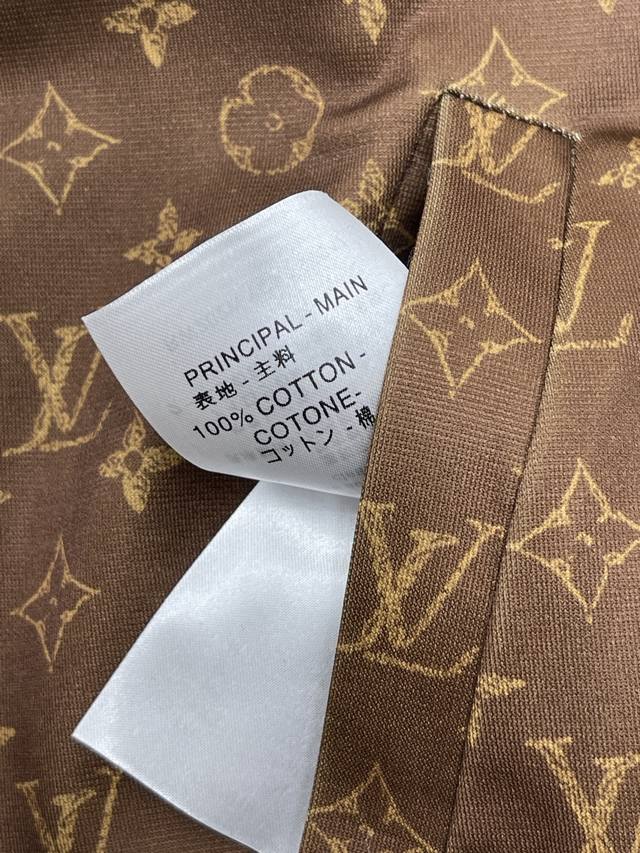 PRINCIPAL - MAIN
表地 - 主料
100% COTTON -
COTONE-
コットン - 棉